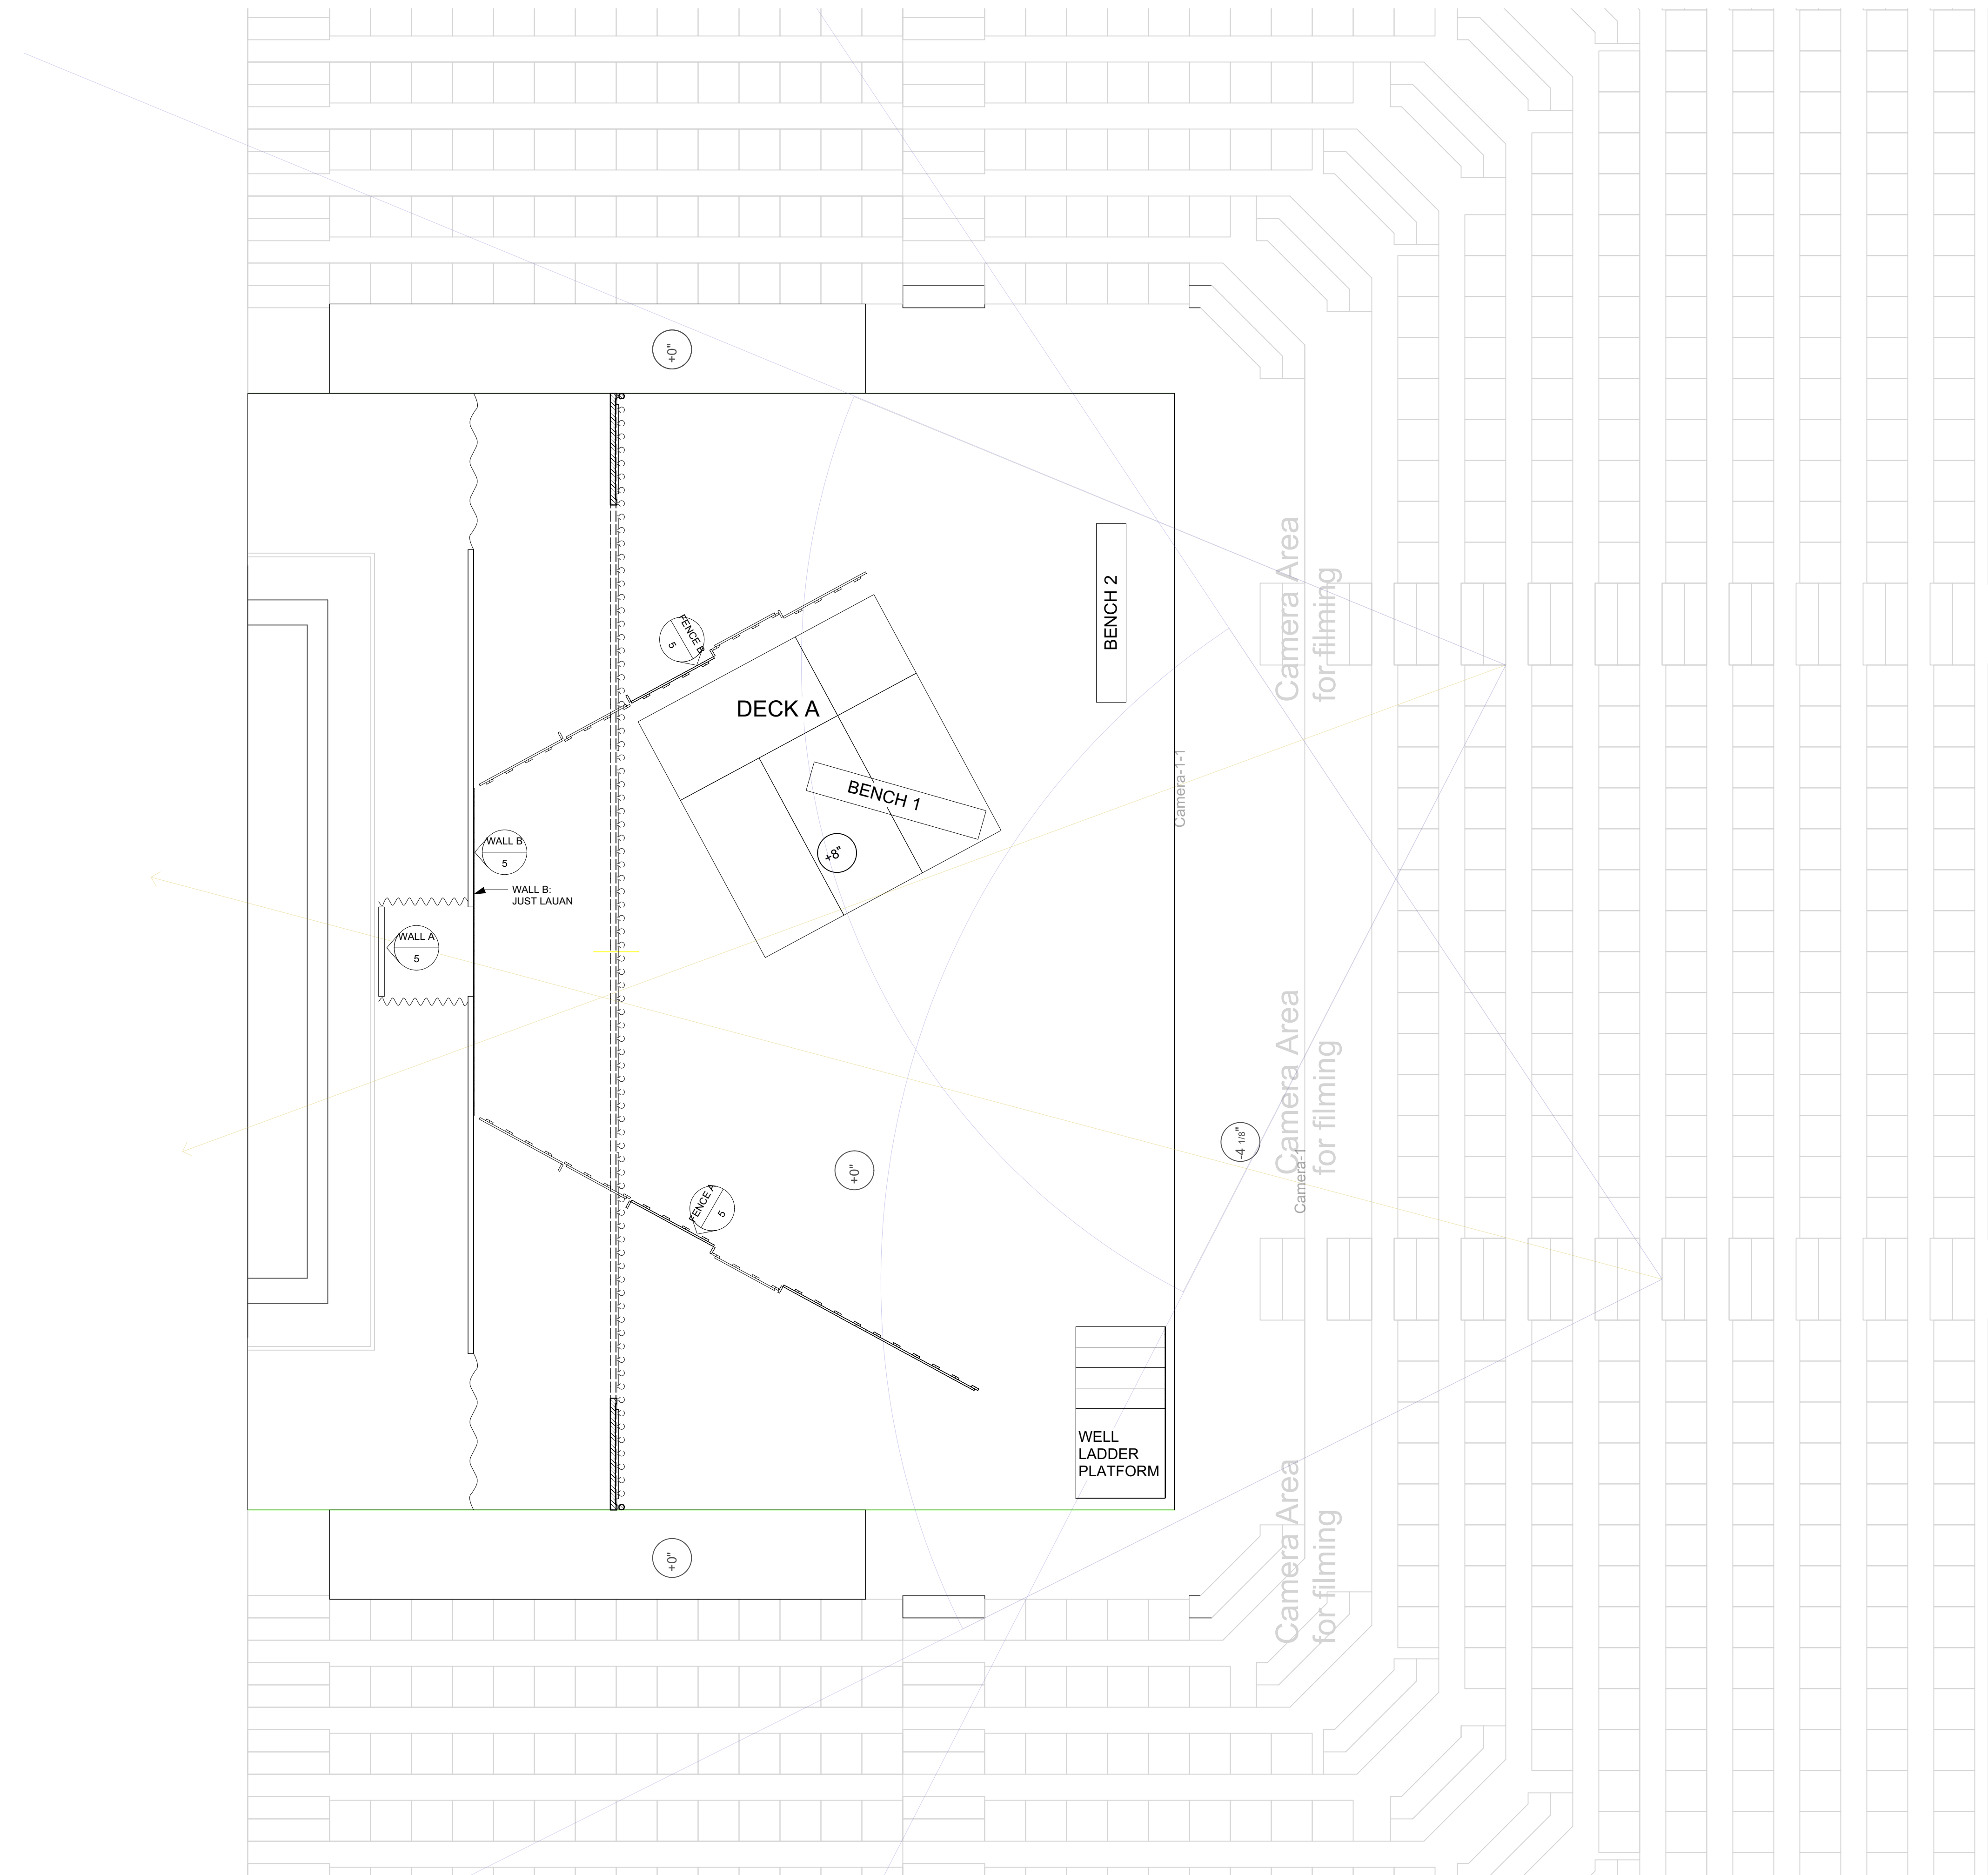 +0"
Camera Area
for filming
BENCH 2
FENCE B
5
DECK A
Camera-1-1
BENCH 1
WALL B
5
+8"
WALL B:
JUST LAUAN
WALL A
5
Camera Area
for filming
-4 1/8"
Camera-1
+0"
FENCE A
5
WELL
LADDER
PLATFORM
Camera Area
for filming
+0"